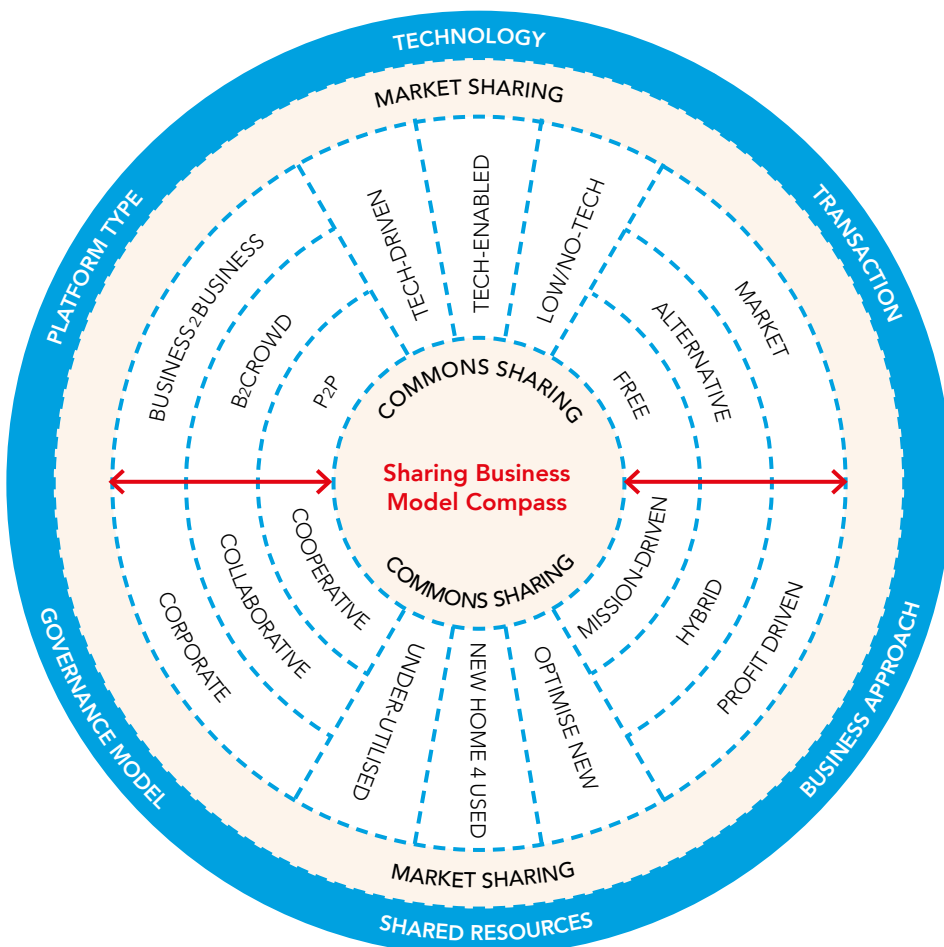 TECHNOLOGY
MARKET SHARING
PLATFORM TYPE
TRANSACTION
BUSINESS2BUSINESS
B2CROWD
P2P
TECH-DRIVEN
TECH-ENABLED
LOW/NO-TECH
FREE
ALTERNATIVE
MARKET
COMMONS SHARING
Sharing Business
Model Compass
COMMONS SHARING
CORPORATE
COLLABORATIVE
COOPERATIVE
UNDER-UTILISED
NEW HOME 4 USED
OPTIMISE NEW
MISSION-DRIVEN
HYBRID
PROFIT DRIVEN
GOVERNANCE MODEL
BUSINESS APPROACH
MARKET SHARING
SHARED RESOURCES